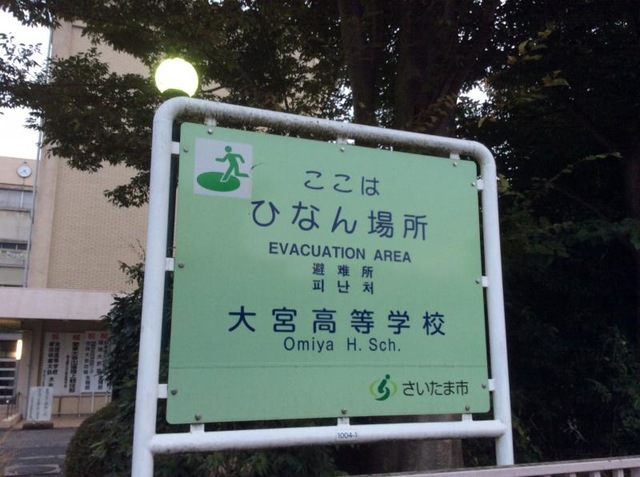 ここは
ひなん場所
EVACUATION AREA
避難所
피난처
大宮高等学校
Omiya H. Sch.
さいたま市
1004-1